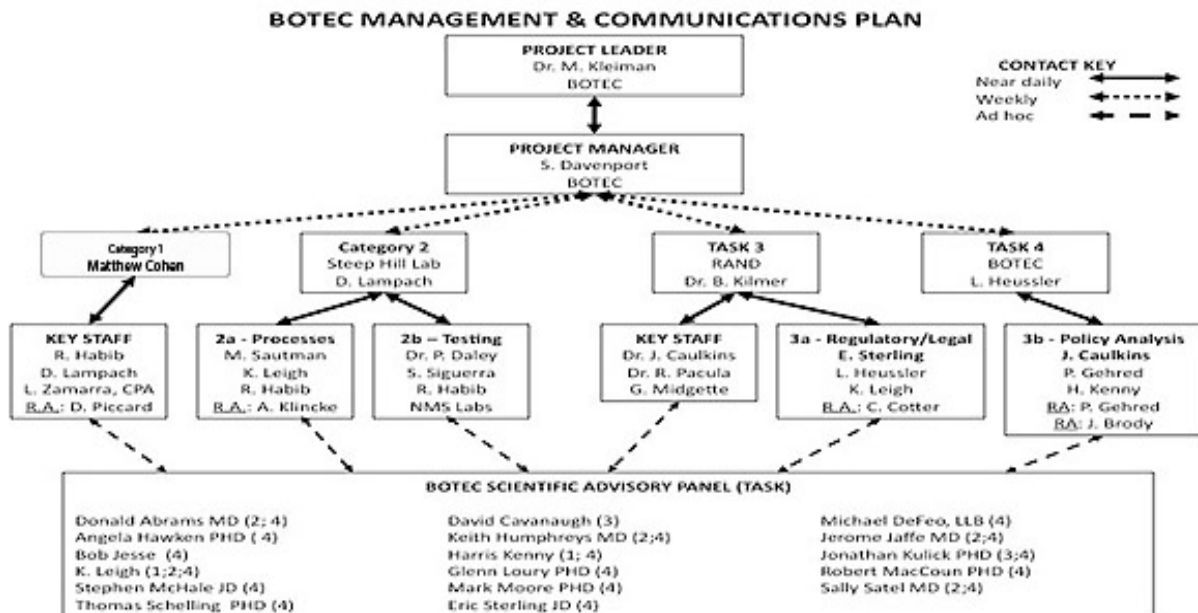 BOTEC MANAGEMENT & COMMUNICATIONS PLAN
PROJECT LEADER
Dr. M. Kleiman
BOTEC
CONTACT KEY
Near daily
Weekly
Ad hoc
PROJECT MANAGER
S. Davenport
BOTEC
Category 1
Matthew Cohen
Category 2
Steep Hill Lab
D. Lampach
TASK 3
RAND
Dr. B. Kilmer
TASK 4
BOTEC
L. Heussler
KEY STAFF
R. Habib
D. Lampach
L. Zamarra, CPA
R.A.: D. Piccard
2a - Processes
M. Sautman
K. Leigh
R. Habib
R.A.: A. Klincke
2b – Testing
Dr. P. Daley
S. Siguerra
R. Habib
NMS Labs
KEY STAFF
Dr. J. Caulkins
Dr. R. Pacula
G. Midgette
3a - Regulatory/Legal
E. Sterling
L. Heussler
K. Leigh
R.A.: C. Cotter
3b - Policy Analysis
J. Caulkins
P. Gehred
H. Kenny
RA: P. Gehred
RA: J. Brody
BOTEC SCIENTIFIC ADVISORY PANEL (TASK)
Donald Abrams MD (2; 4)
Angela Hawken PHD ( 4)
Bob Jesse (4)
K. Leigh (1;2;4)
Stephen McHale JD (4)
Thomas Schelling PHD (4)
David Cavanaugh (3)
Keith Humphreys MD (2;4)
Harris Kenny (1; 4)
Glenn Loury PHD (4)
Mark Moore PHD (4)
Eric Sterling JD (4)
Michael DeFeo, LLB (4)
Jerome Jaffe MD (2;4)
Jonathan Kulick PHD (3;4)
Robert MacCoun PHD (4)
Sally Satel MD (2;4)